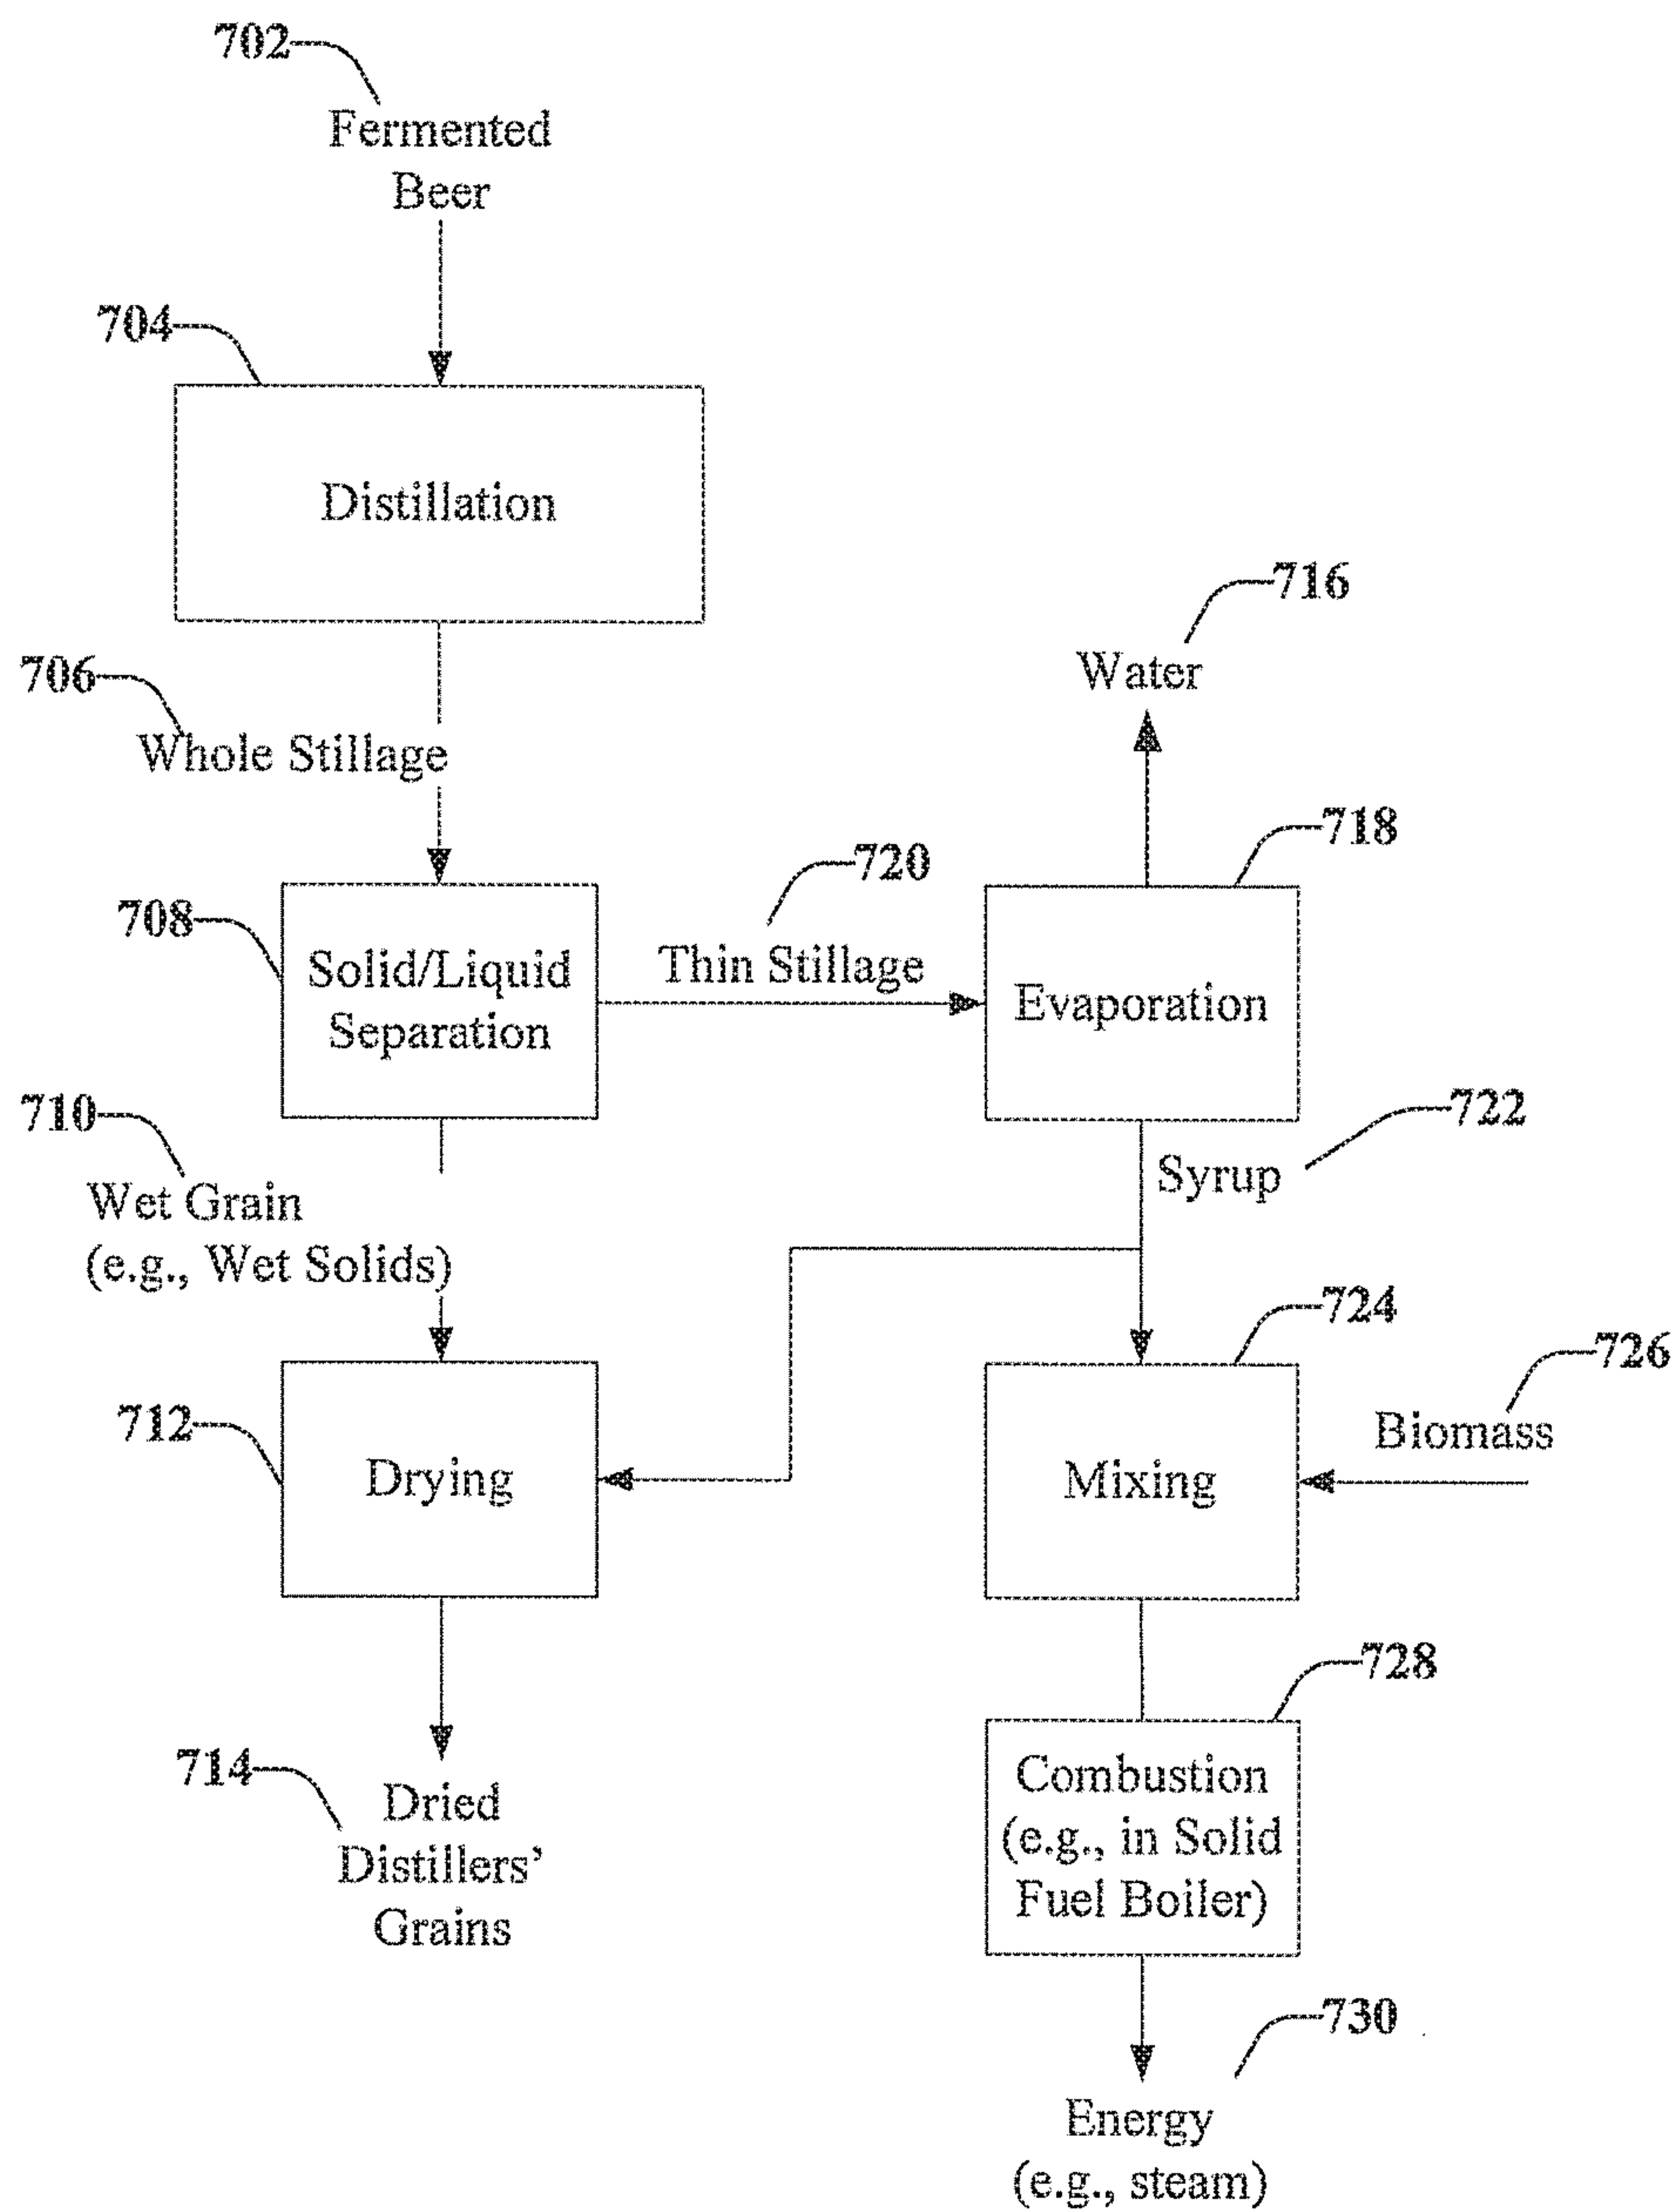 702
Fermented
Beer
704
Distillation
706
Whole Stillage
716
Water
718
720
708
Solid/Liquid
Separation
Thin Stillage
Evaporation
710
Wet Grain
(e.g., Wet Solids)
722
Syrup
724
726
Biomass
712
Drying
Mixing
728
714
Dried
Distillers’
Grains
Combustion
(e.g., in Solid
Fuel Boiler)
730
Energy
(e.g., steam)